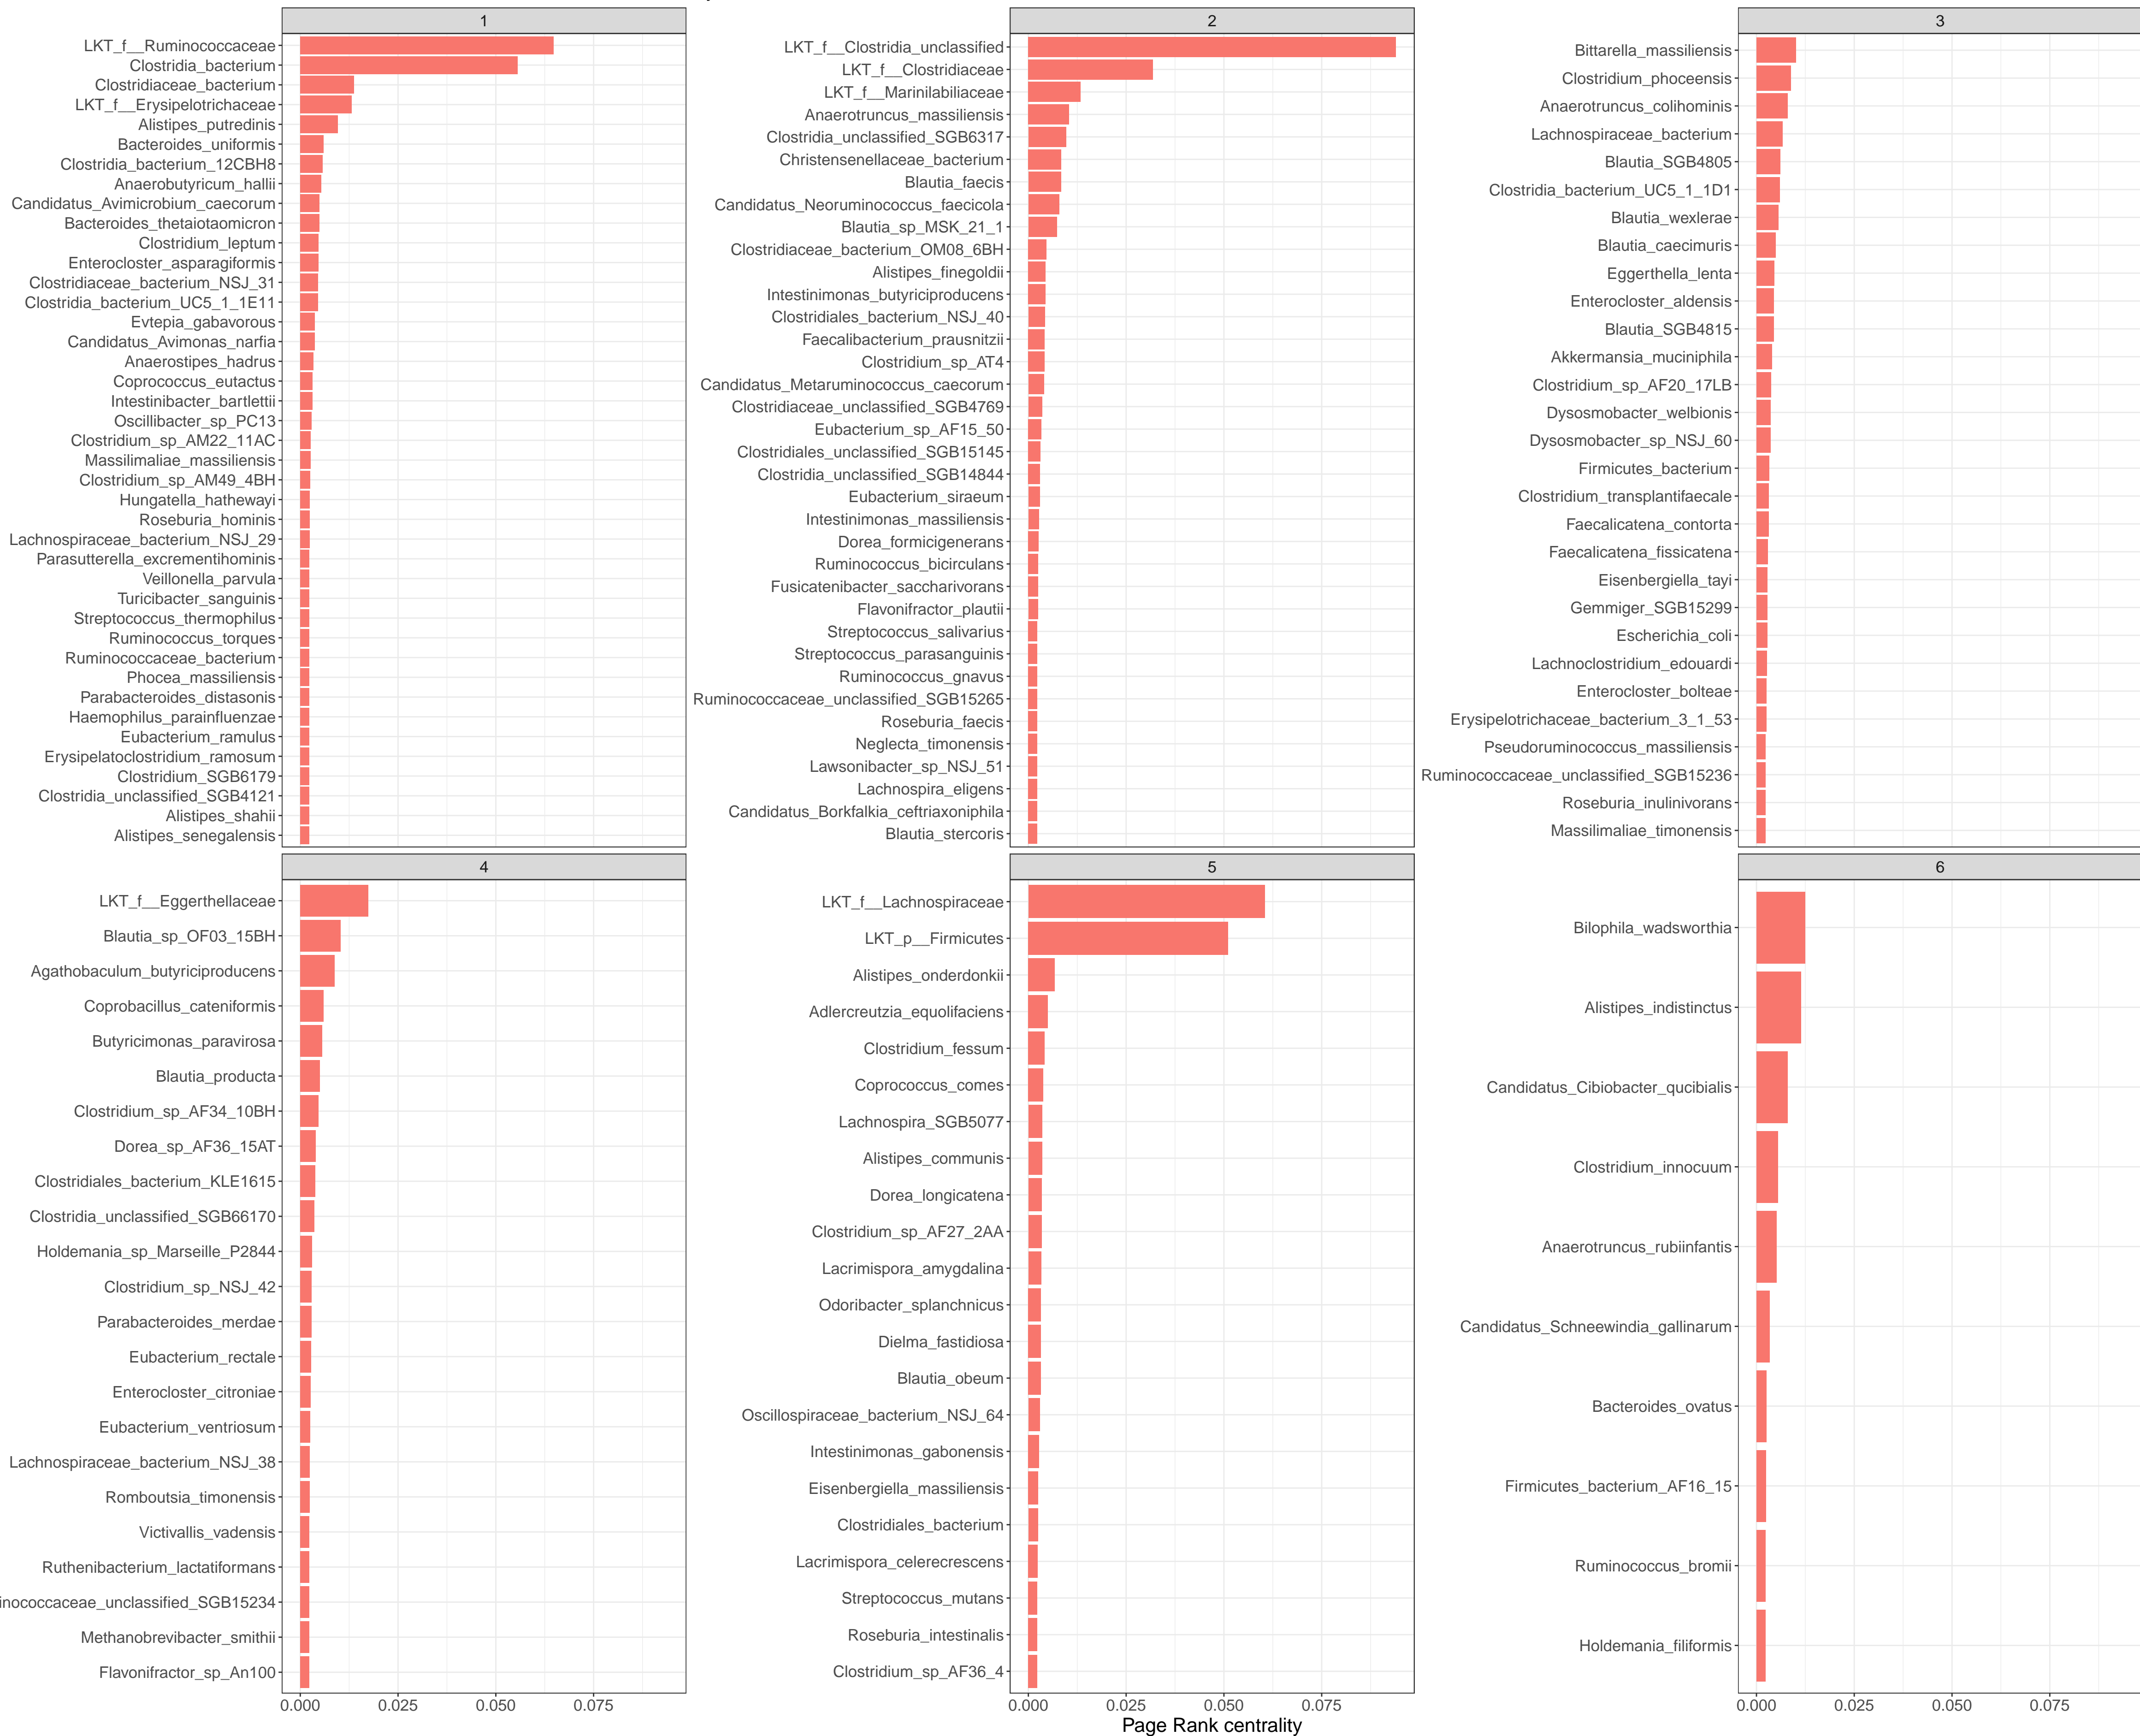 1
LKT_f__Ruminococcaceae
Clostridia_bacterium
Clostridiaceae_bacterium
LKT_f__Erysipelotrichaceae
Alistipes_putredinis
Bacteroides_uniformis
Clostridia_bacterium_12CBH8
Anaerobutyricum_hallii
Candidatus_Avimicrobium_caecorum
Bacteroides_thetaiotaomicron
Clostridium_leptum
Enterocloster_asparagiformis
Clostridiaceae_bacterium_NSJ_31
Clostridia_bacterium_UC5_1_1E11
Evtepia_gabavorous
Candidatus_Avimonas_narfia
Anaerostipes_hadrus
Coprococcus_eutactus
Intestinibacter_bartlettii
Oscillibacter_sp_PC13
Clostridium_sp_AM22_11AC
Massilimaliae_massiliensis
Clostridium_sp_AM49_4BH
Hungatella_hathewayi
Roseburia_hominis
Lachnospiraceae_bacterium_NSJ_29
Parasutterella_excrementihominis
Veillonella_parvula
Turicibacter_sanguinis
Streptococcus_thermophilus
Ruminococcus_torques
Ruminococcaceae_bacterium
Phocea_massiliensis
Parabacteroides_distasonis
Haemophilus_parainfluenzae
Eubacterium_ramulus
Erysipelatoclostridium_ramosum
Clostridium_SGB6179
Clostridia_unclassified_SGB4121
Alistipes_shahii
Alistipes_senegalensis
2
LKT_f__Clostridia_unclassified
LKT_f__Clostridiaceae
LKT_f__Marinilabiliaceae
Anaerotruncus_massiliensis
Clostridia_unclassified_SGB6317
Christensenellaceae_bacterium
Blautia_faecis
Candidatus_Neoruminococcus_faecicola
Blautia_sp_MSK_21_1
Clostridiaceae_bacterium_OM08_6BH
Alistipes_finegoldii
Intestinimonas_butyriciproducens
Clostridiales_bacterium_NSJ_40
Faecalibacterium_prausnitzii
Clostridium_sp_AT4
Candidatus_Metaruminococcus_caecorum
Clostridiaceae_unclassified_SGB4769
Eubacterium_sp_AF15_50
Clostridiales_unclassified_SGB15145
Clostridia_unclassified_SGB14844
Eubacterium_siraeum
Intestinimonas_massiliensis
Dorea_formicigenerans
Ruminococcus_bicirculans
Fusicatenibacter_saccharivorans
Flavonifractor_plautii
Streptococcus_salivarius
Streptococcus_parasanguinis
Ruminococcus_gnavus
Ruminococcaceae_unclassified_SGB15265
Roseburia_faecis
Neglecta_timonensis
Lawsonibacter_sp_NSJ_51
Lachnospira_eligens
Candidatus_Borkfalkia_ceftriaxoniphila
Blautia_stercoris
3
Bittarella_massiliensis
Clostridium_phoceensis
Anaerotruncus_colihominis
Lachnospiraceae_bacterium
Blautia_SGB4805
Clostridia_bacterium_UC5_1_1D1
Blautia_wexlerae
Blautia_caecimuris
Eggerthella_lenta
Enterocloster_aldensis
Blautia_SGB4815
Akkermansia_muciniphila
Clostridium_sp_AF20_17LB
Dysosmobacter_welbionis
Dysosmobacter_sp_NSJ_60
Firmicutes_bacterium
Clostridium_transplantifaecale
Faecalicatena_contorta
Faecalicatena_fissicatena
Eisenbergiella_tayi
Gemmiger_SGB15299
Escherichia_coli
Lachnoclostridium_edouardi
Enterocloster_bolteae
Erysipelotrichaceae_bacterium_3_1_53
Pseudoruminococcus_massiliensis
Ruminococcaceae_unclassified_SGB15236
Roseburia_inulinivorans
Massilimaliae_timonensis
4
LKT_f__Eggerthellaceae
Blautia_sp_OF03_15BH
Agathobaculum_butyriciproducens
Coprobacillus_cateniformis
Butyricimonas_paravirosa
Blautia_producta
Clostridium_sp_AF34_10BH
Dorea_sp_AF36_15AT
Clostridiales_bacterium_KLE1615
Clostridia_unclassified_SGB66170
Holdemania_sp_Marseille_P2844
Clostridium_sp_NSJ_42
Parabacteroides_merdae
Eubacterium_rectale
Enterocloster_citroniae
Eubacterium_ventriosum
Lachnospiraceae_bacterium_NSJ_38
Romboutsia_timonensis
Victivallis_vadensis
Ruthenibacterium_lactatiformans
inococcaceae_unclassified_SGB15234
Methanobrevibacter_smithii
Flavonifractor_sp_An100
0.000 0.025 0.050 0.075
5
LKT_f__Lachnospiraceae
LKT_p__Firmicutes
Alistipes_onderdonkii
Adlercreutzia_equolifaciens
Clostridium_fessum
Coprococcus_comes
Lachnospira_SGB5077
Alistipes_communis
Dorea_longicatena
Clostridium_sp_AF27_2AA
Lacrimispora_amygdalina
Odoribacter_splanchnicus
Dielma_fastidiosa
Blautia_obeum
Oscillospiraceae_bacterium_NSJ_64
Intestinimonas_gabonensis
Eisenbergiella_massiliensis
Clostridiales_bacterium
Lacrimispora_celerecrescens
Streptococcus_mutans
Roseburia_intestinalis
Clostridium_sp_AF36_4
0.000 0.025 0.050 0.075
6
Bilophila_wadsworthia
Alistipes_indistinctus
Candidatus_Cibiobacter_qucibialis
Clostridium_innocuum
Anaerotruncus_rubiinfantis
Candidatus_Schneewindia_gallinarum
Bacteroides_ovatus
Firmicutes_bacterium_AF16_15
Ruminococcus_bromii
Holdemania_filiformis
0.000 0.025 0.050 0.075
Page Rank centrality